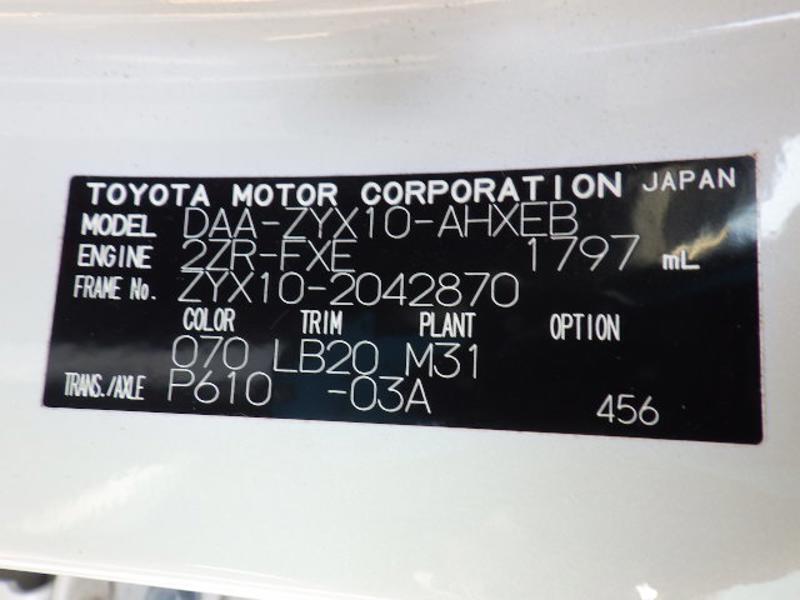 TOYOTA MOTOR CORPORATION JAPAN
MODEL DAA-ZYX10-AHXEB
ENGINE 2ZR-FXE 1797 mL
FRAME No. ZYX10-2042870
COLOR TRIM PLANT OPTION
070 LB20 M31
TRANS./AXLE P610 -03A 456